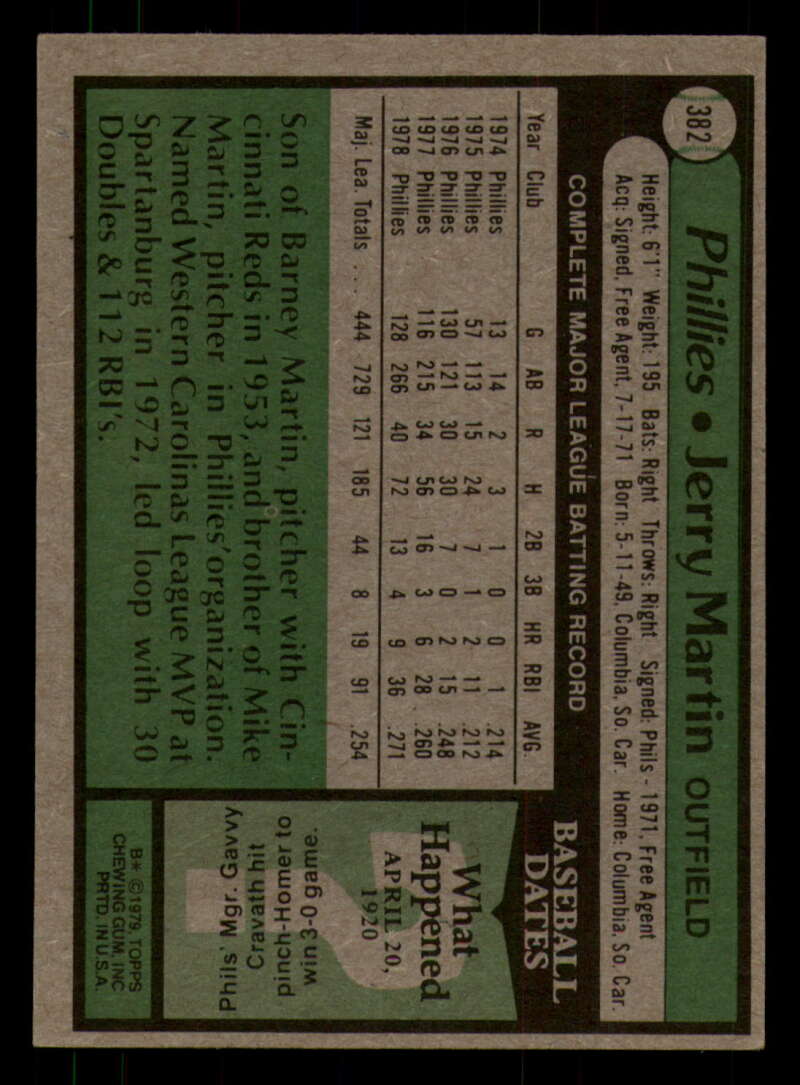 382
Phillies • Jerry Martin OUTFIELD
Height: 6'1" Weight: 195 Bats: Right Throws: Right Signed: Phils - 1971, Free Agent
Acq: Signed, Free Agent, 7-17-71 Born: 5-11-49, Columbia, So. Car. Home: Columbia, So. Car.
COMPLETE MAJOR LEAGUE BATTING RECORD
Year Club G AB R H 2B 3B HR RBI AVG.
1974 Phillies 13 14 2 3 1 0 0 1 .214
1975 Phillies 57 113 15 24 7 1 2 11 .212
1976 Phillies 130 121 30 30 7 0 2 15 .248
1977 Phillies 116 215 34 56 16 3 6 28 .260
1978 Phillies 128 266 40 72 13 4 9 36 .271
Maj. Lea. Totals . . . 444 729 121 185 44 8 19 91 .254
Son of Barney Martin, pitcher with Cin-
cinnati Reds in 1953, and brother of Mike
Martin, pitcher in Phillies' organization.
Named Western Carolinas League MVP at
Spartanburg in 1972, led loop with 30
Doubles & 112 RBI's.
BASEBALL
DATES
What
Happened
APRIL 20,
1920
Phils' Mgr. Gavvy
Cravath hit
pinch-Homer to
win 3-0 game.
B* © 1979, TOPPS
CHEWING GUM, INC
PRTD. IN U.S.A.